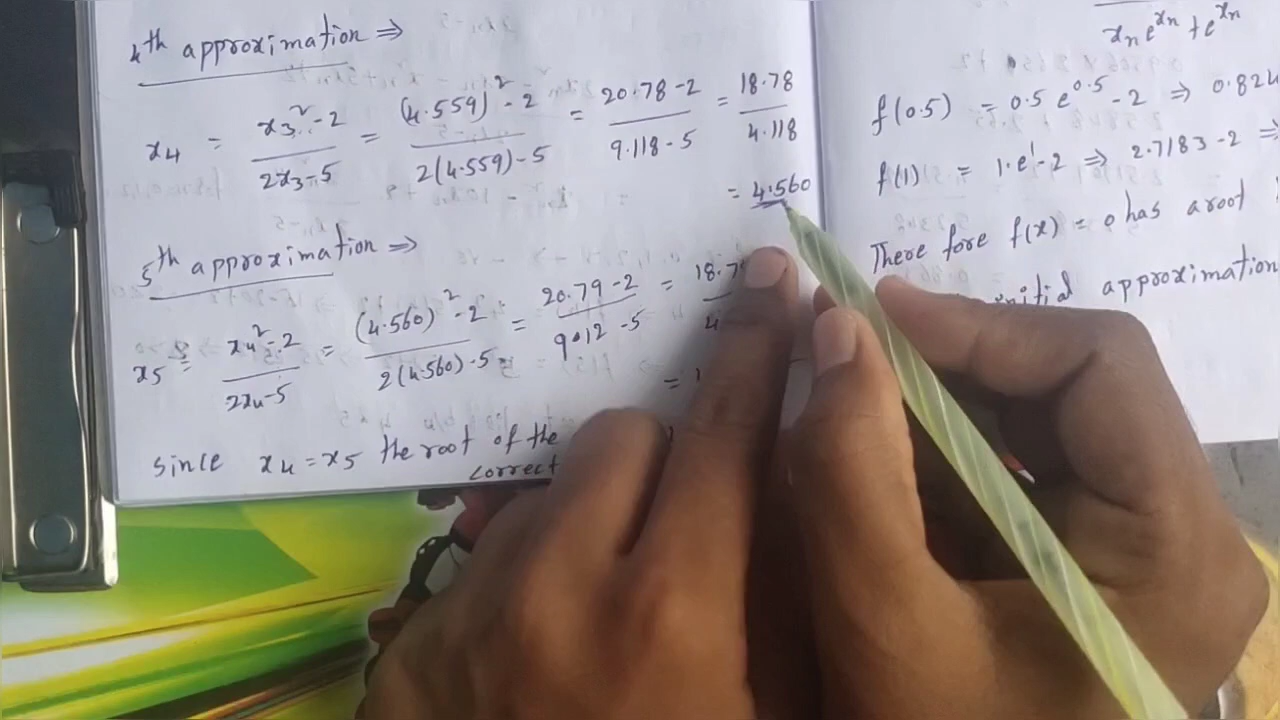 4th approximation ⇒
x4 = x3² - 2 / 2x3 - 5 = (4.559)² - 2 / 2(4.559) - 5 = 20.78 - 2 / 9.118 - 5 = 18.78 / 4.118
= 4.560
5th approximation ⇒
x5 = x4² - 2 / 2x4 - 5 = (4.560)² - 2 / 2(4.560) - 5 = 20.79 - 2 / 9.12 - 5 = 18.7
since x4 = x5 the root of the
correct
xn e^xn + e^xn
f(0.5) = 0.5 e^0.5 - 2 ⇒ 0.824
f(1) = 1.e^1 - 2 ⇒ 2.7183 - 2 ⇒
There fore f(x) = 0 has a root
initial approximation